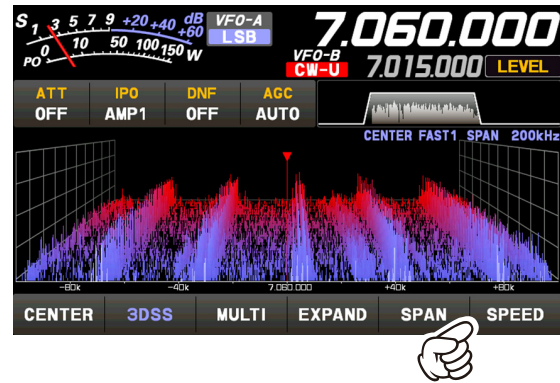 S 1 3 5 7 9 +20 +40 +60 dB
PO 0 10 50 100 150 W
VFO-A
LSB
7.060.000
VFO-B
CW-U
7.015.000
LEVEL
ATT IPO DNF AGC
OFF AMP1 OFF AUTO
CENTER FAST1 SPAN 200kHz
-80k -40k 7.060.000 +40k +80k
CENTER 3DSS MULTI EXPAND SPAN SPEED